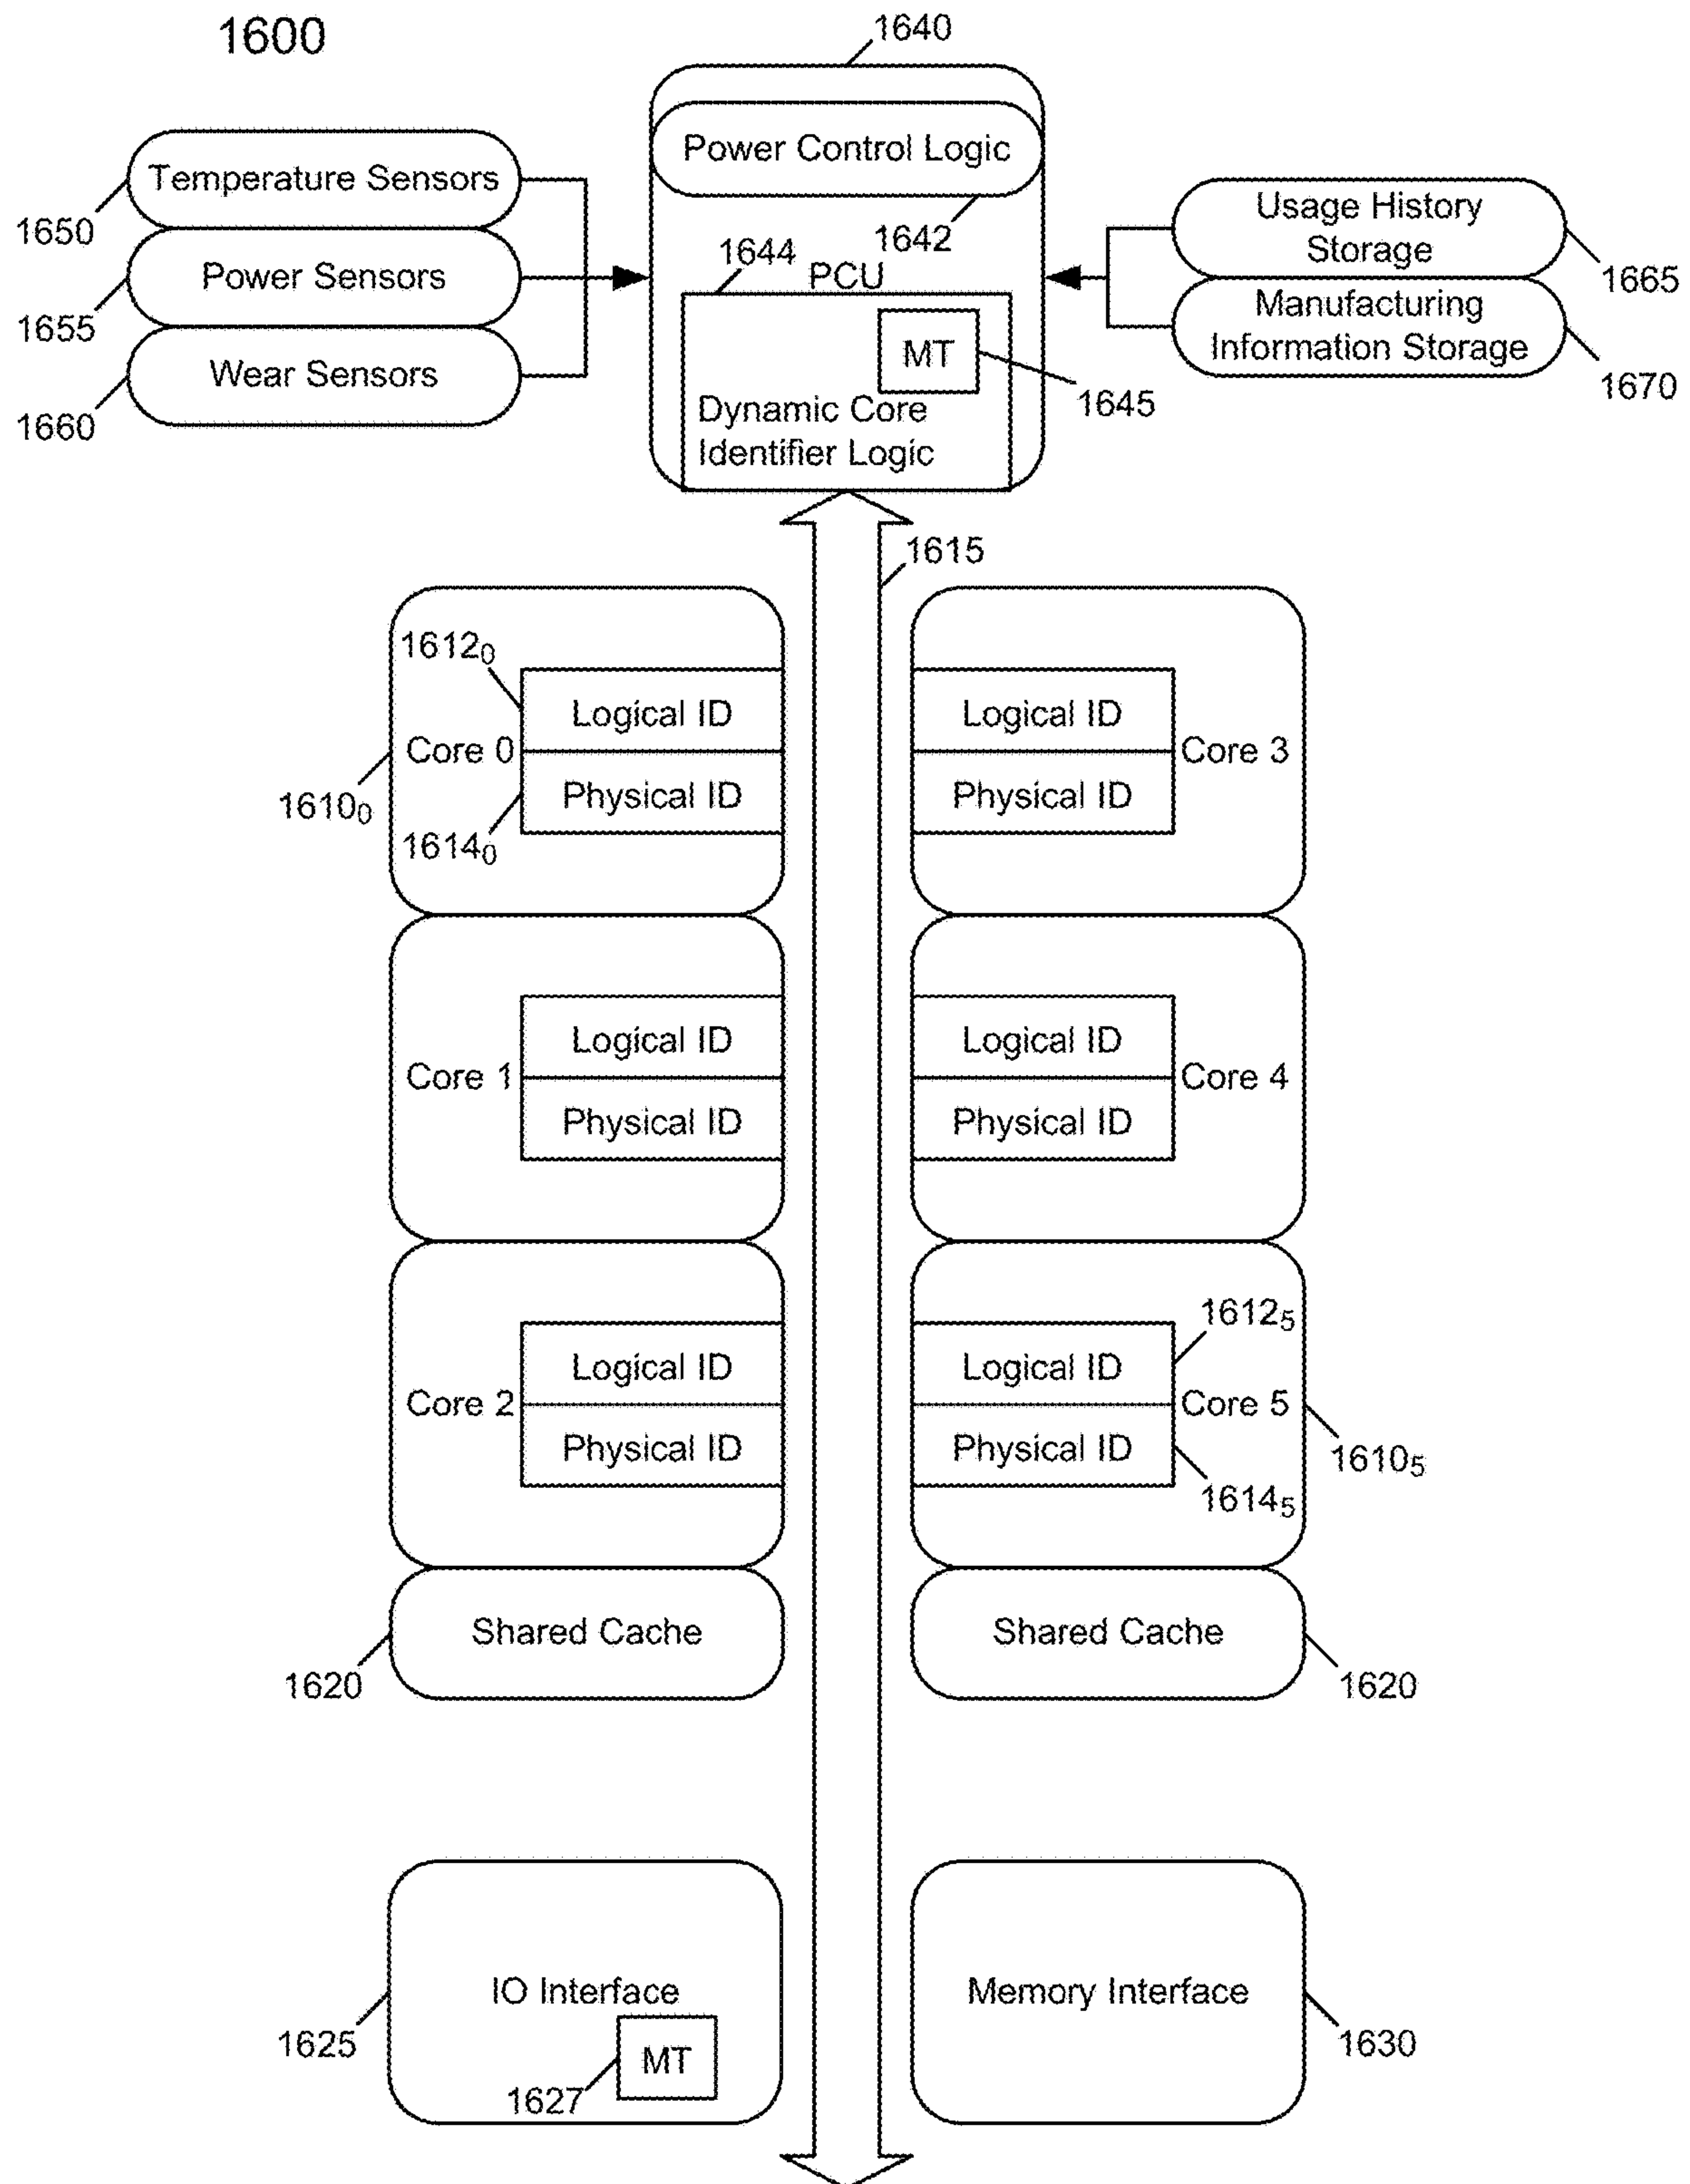 1600
1640
Power Control Logic
1642
Temperature Sensors
1650
Power Sensors
1655
Wear Sensors
1660
Usage History
Storage
1665
Manufacturing
Information Storage
1670
1644
PCU
MT
1645
Dynamic Core
Identifier Logic
1615
1612₀
Logical ID
Core 0
Physical ID
1610₀
1614₀
Logical ID
Core 3
Physical ID
Logical ID
Core 1
Physical ID
Logical ID
Core 4
Physical ID
Logical ID
Core 2
Physical ID
1612₅
Logical ID
Core 5
Physical ID
1610₅
1614₅
Shared Cache
1620
Shared Cache
1620
IO Interface
1625
MT
1627
Memory Interface
1630